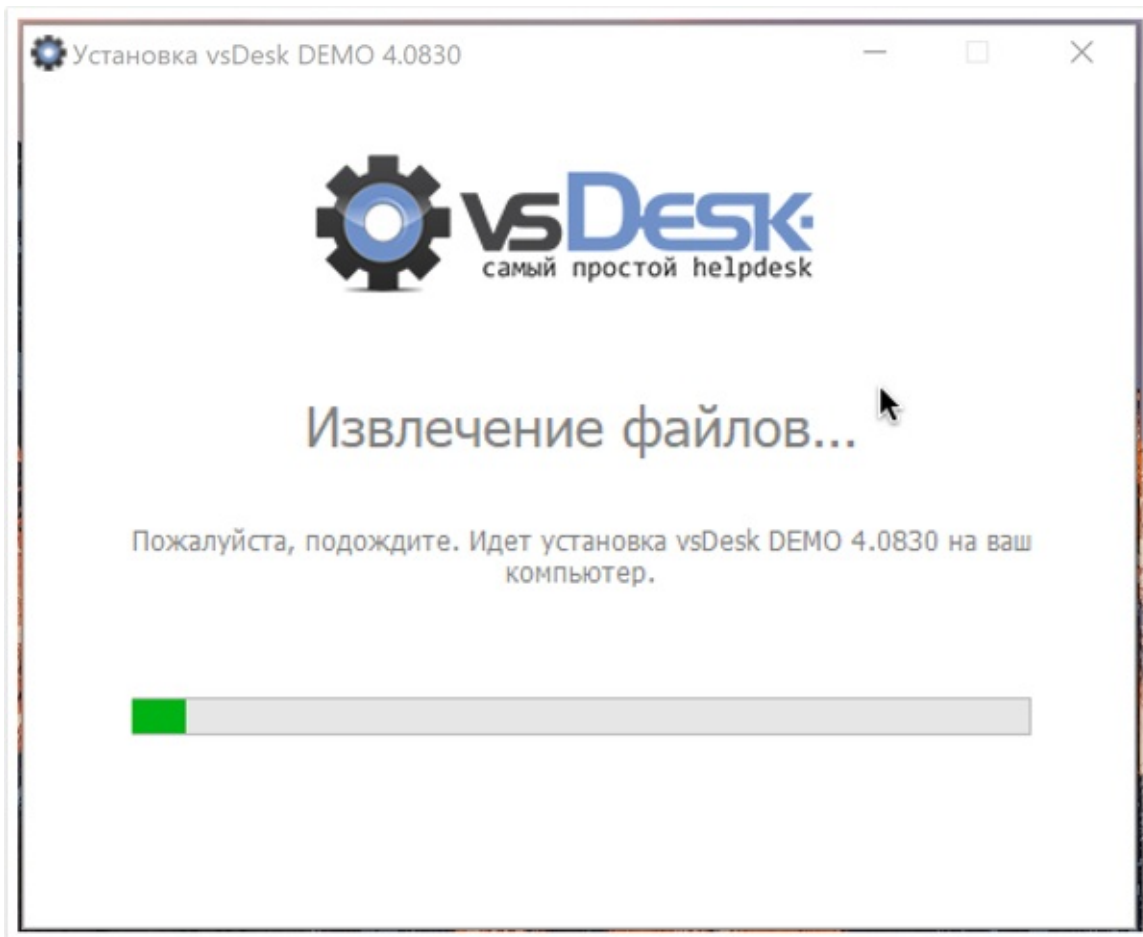 Установка vsDesk DEMO 4.0830
vsDesk
самый простой helpdesk
Извлечение файлов...
Пожалуйста, подождите. Идет установка vsDesk DEMO 4.0830 на ваш
компьютер.